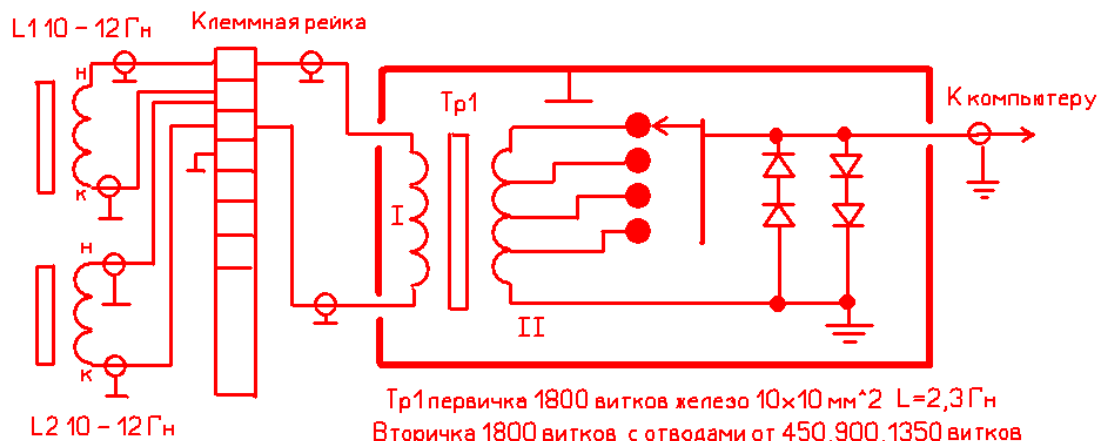 L1 10 - 12 Гн
Клеммная рейка
н
к
Тр1
I
II
К компьютеру
н
к
L2 10 - 12 Гн
Тр1 первичка 1800 витков железо 10х10 мм^2 L=2,3 Гн
Вторичка 1800 витков с отводами от 450,900,1350 витков